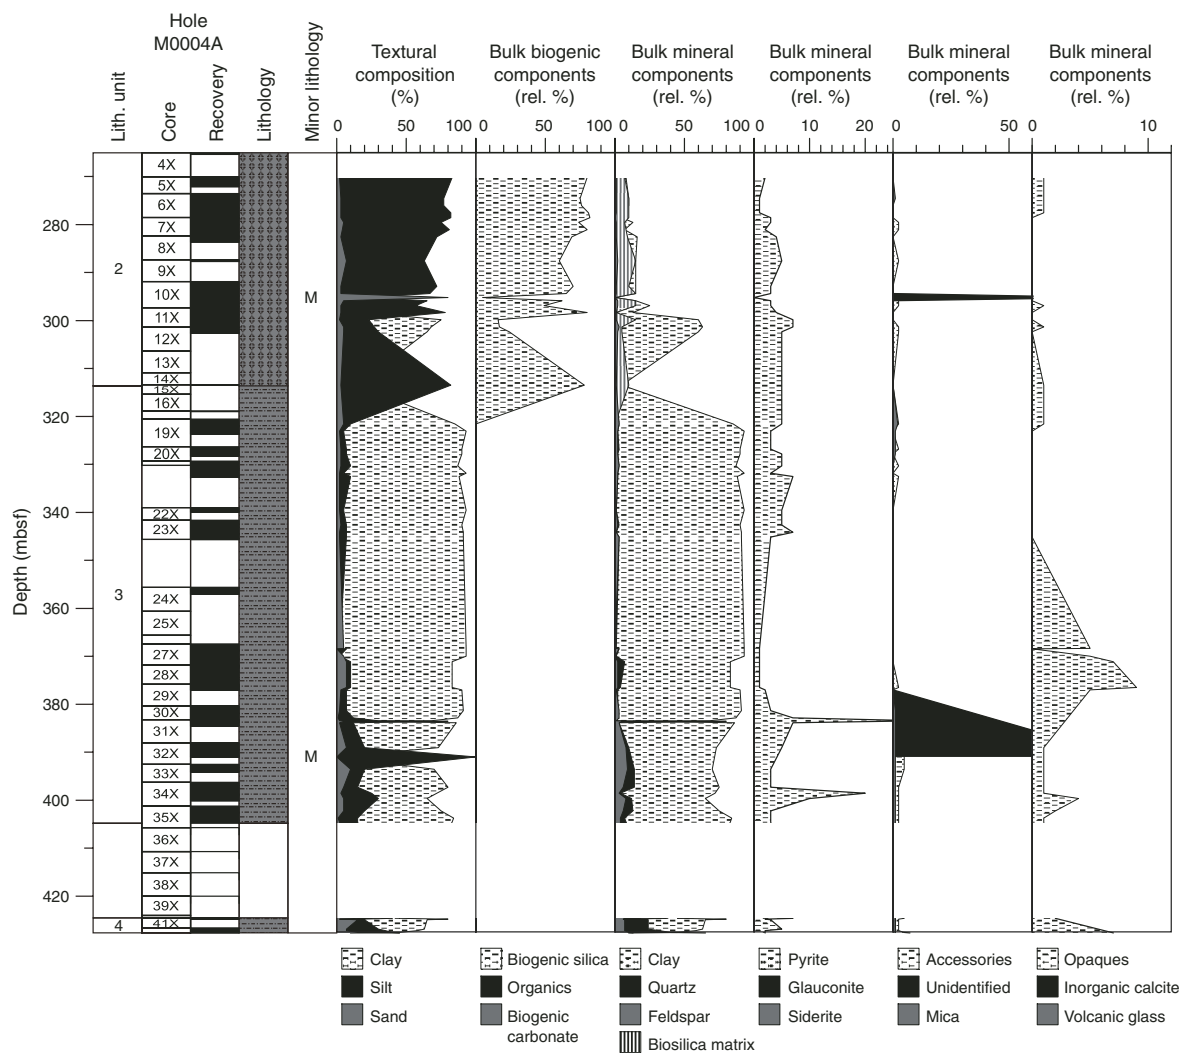 Hole
M0004A
Lith. unit
Core
Recovery
Lithology
Minor lithology
Textural
composition
(%)
Bulk biogenic
components
(rel. %)
Bulk mineral
components
(rel. %)
Bulk mineral
components
(rel. %)
Bulk mineral
components
(rel. %)
Bulk mineral
components
(rel. %)
0 50 100
0 50 100
0 50 100
0 10 20
0 50
0 10
Depth (mbsf)
280
300
320
340
360
380
400
420
2
3
4
4X
5X
6X
7X
8X
9X
10X
11X
12X
13X
14X
15X
16X
19X
20X
22X
23X
24X
25X
27X
28X
29X
30X
31X
32X
33X
34X
35X
36X
37X
38X
39X
41X
M
M
Clay
Silt
Sand
Biogenic silica
Organics
Biogenic
carbonate
Clay
Quartz
Feldspar
Biosilica matrix
Pyrite
Glauconite
Siderite
Accessories
Unidentified
Mica
Opaques
Inorganic calcite
Volcanic glass